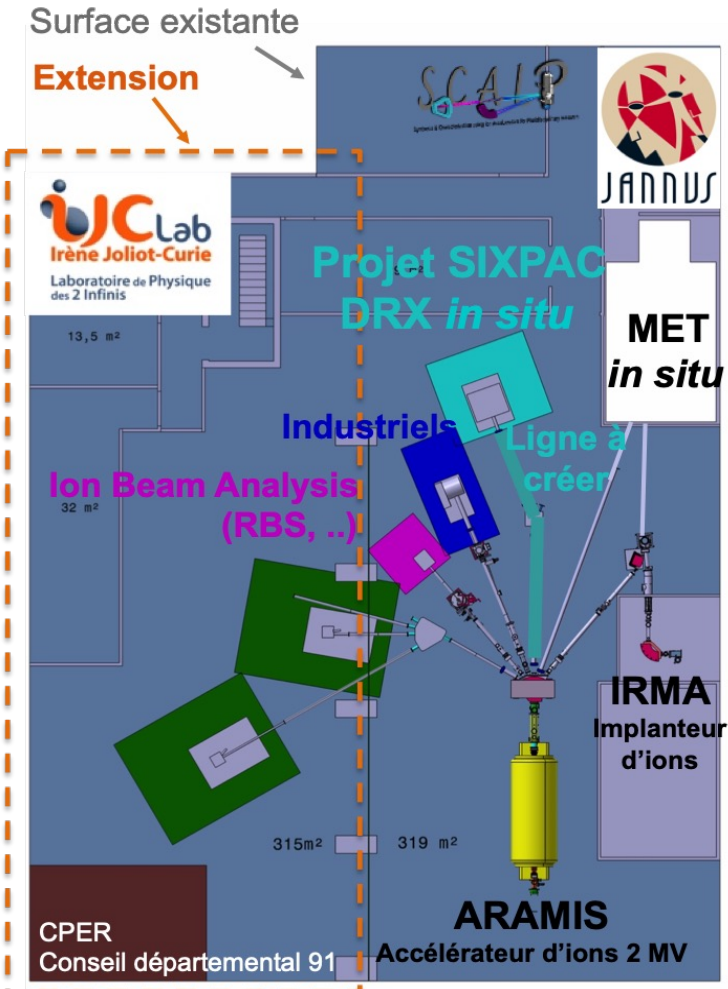 Surface existante
Extension
SCALP
JANNUS
IJCLab
Irène Joliot-Curie
Laboratoire de Physique
des 2 Infinis
Projet SIXPAC
DRX in situ
13,5 m²
MET
in situ
Industriels
Ligne à
créer
Ion Beam Analysis
(RBS, ..)
32 m²
IRMA
Implanteur
d’ions
315m²
319 m²
ARAMIS
Accélérateur d’ions 2 MV
CPER
Conseil départemental 91